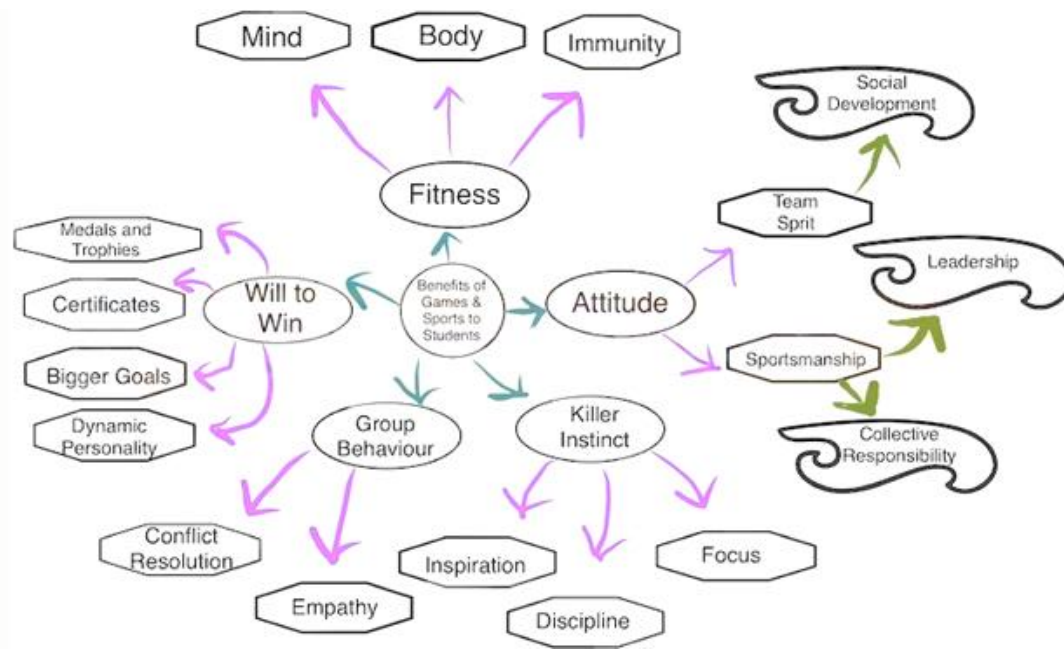 Mind
Body
Immunity
Social
Development
Fitness
Team
Sprit
Medals and
Trophies
Leadership
Benefits of
Games &
Sports to
Students
Will to
Win
Attitude
Certificates
Sportsmanship
Bigger Goals
Group
Behaviour
Killer
Instinct
Dynamic
Personality
Collective
Responsibility
Conflict
Resolution
Inspiration
Focus
Empathy
Discipline